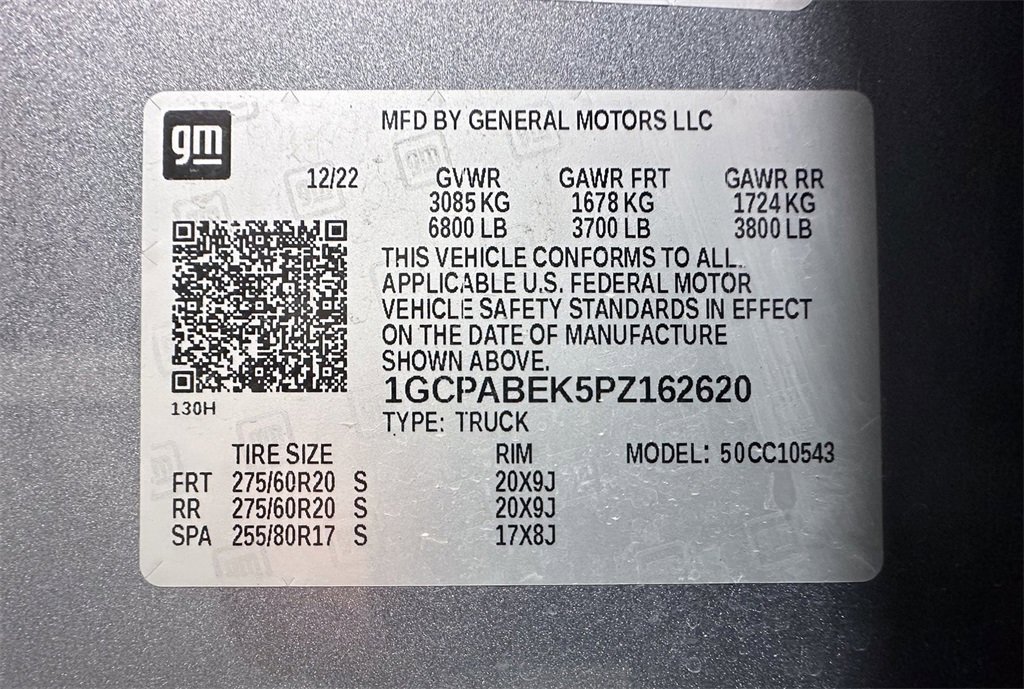 gm
MFD BY GENERAL MOTORS LLC
12/22 GVWR GAWR FRT GAWR RR
3085 KG 1678 KG 1724 KG
6800 LB 3700 LB 3800 LB
THIS VEHICLE CONFORMS TO ALL
APPLICABLE U.S. FEDERAL MOTOR
VEHICLE SAFETY STANDARDS IN EFFECT
ON THE DATE OF MANUFACTURE
SHOWN ABOVE.
1GCPABEK5PZ162620
130H
TYPE: TRUCK
TIRE SIZE RIM MODEL: 50CC10543
FRT 275/60R20 S 20X9J
RR 275/60R20 S 20X9J
SPA 255/80R17 S 17X8J